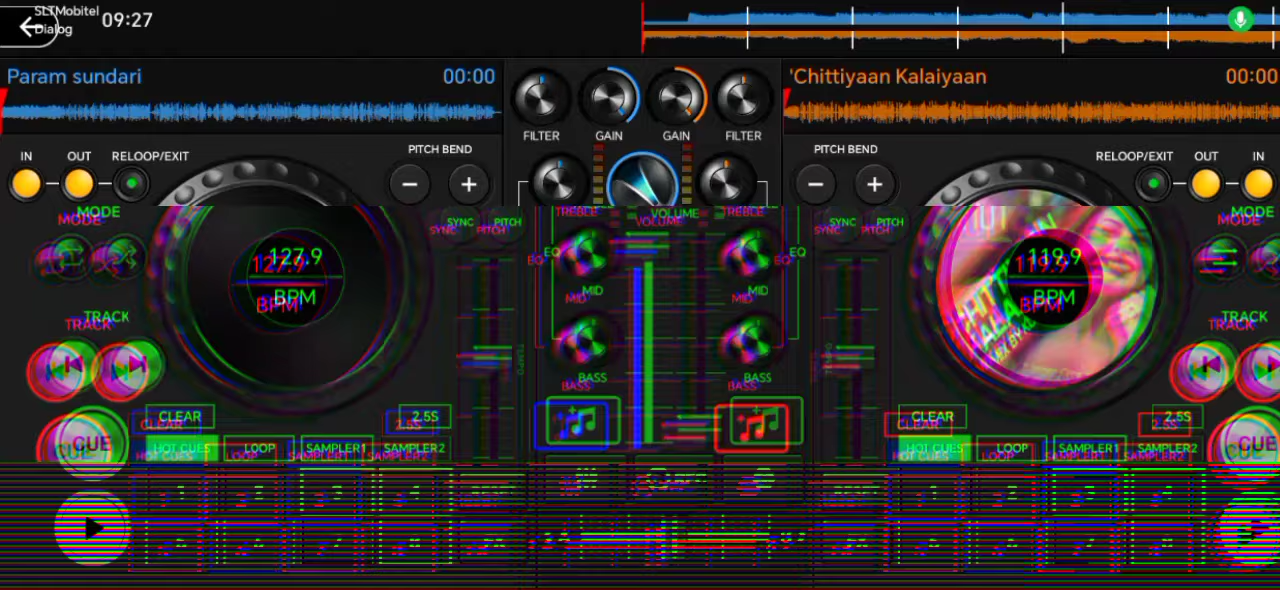 SLTMobitel
Dialog
09:27
Param sundari 00:00
'Chittiyaan Kalaiyaan 00:00
FILTER GAIN GAIN FILTER
IN OUT RELOOP/EXIT
PITCH BEND
PITCH BEND
RELOOP/EXIT OUT IN
MODE
SYNC PITCH
TREBLE VOLUME TREBLE
SYNC PITCH
MODE
127.9
BPM
EQ EQ
MID MID
119.9
BPM
TRACK
TRACK
BASS BASS
CUE
CLEAR 2.5S
CLEAR 2.5S
CUE
HOT CUES LOOP SAMPLER1 SAMPLER2
HOT CUES LOOP SAMPLER1 SAMPLER2